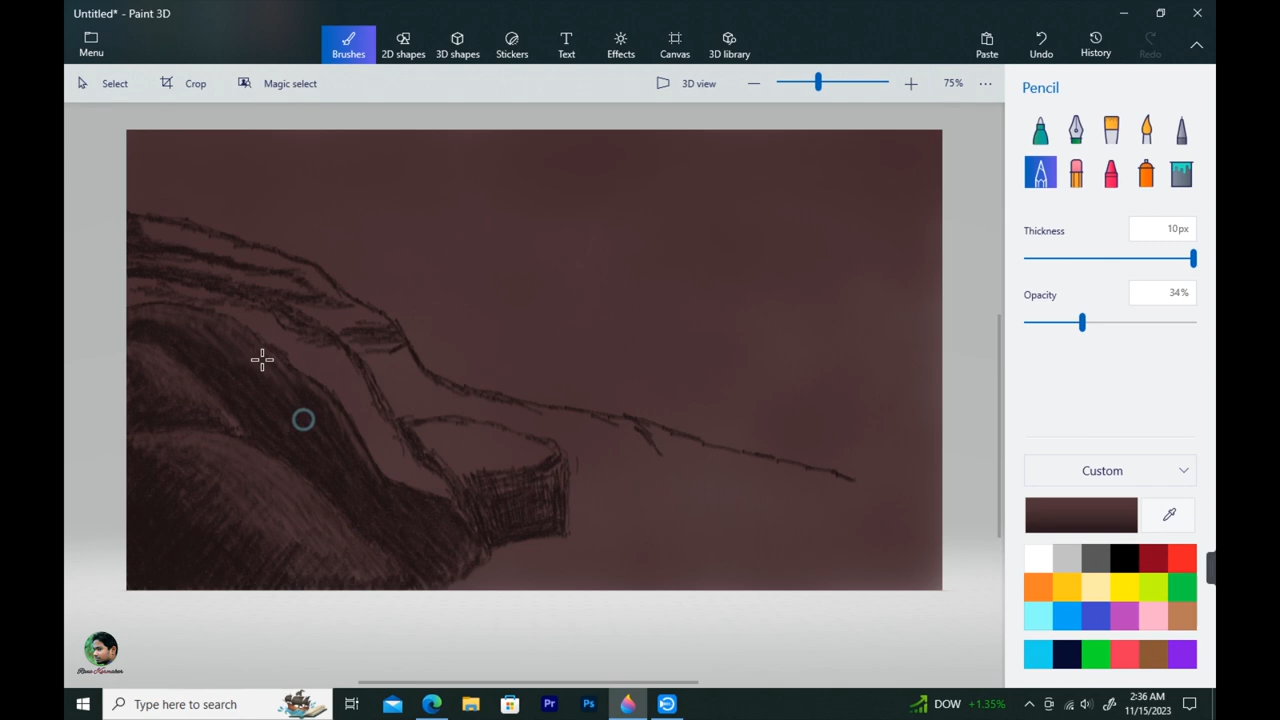 Untitled* - Paint 3D
Menu
Brushes
2D shapes
3D shapes
Stickers
Text
Effects
Canvas
3D library
Paste
Undo
History
Redo
Select
Crop
Magic select
3D view
75%
Pencil
Thickness
10px
Opacity
34%
Custom
Type here to search
Pr
Ps
DOW +1.35%
2:36 AM
11/15/2023